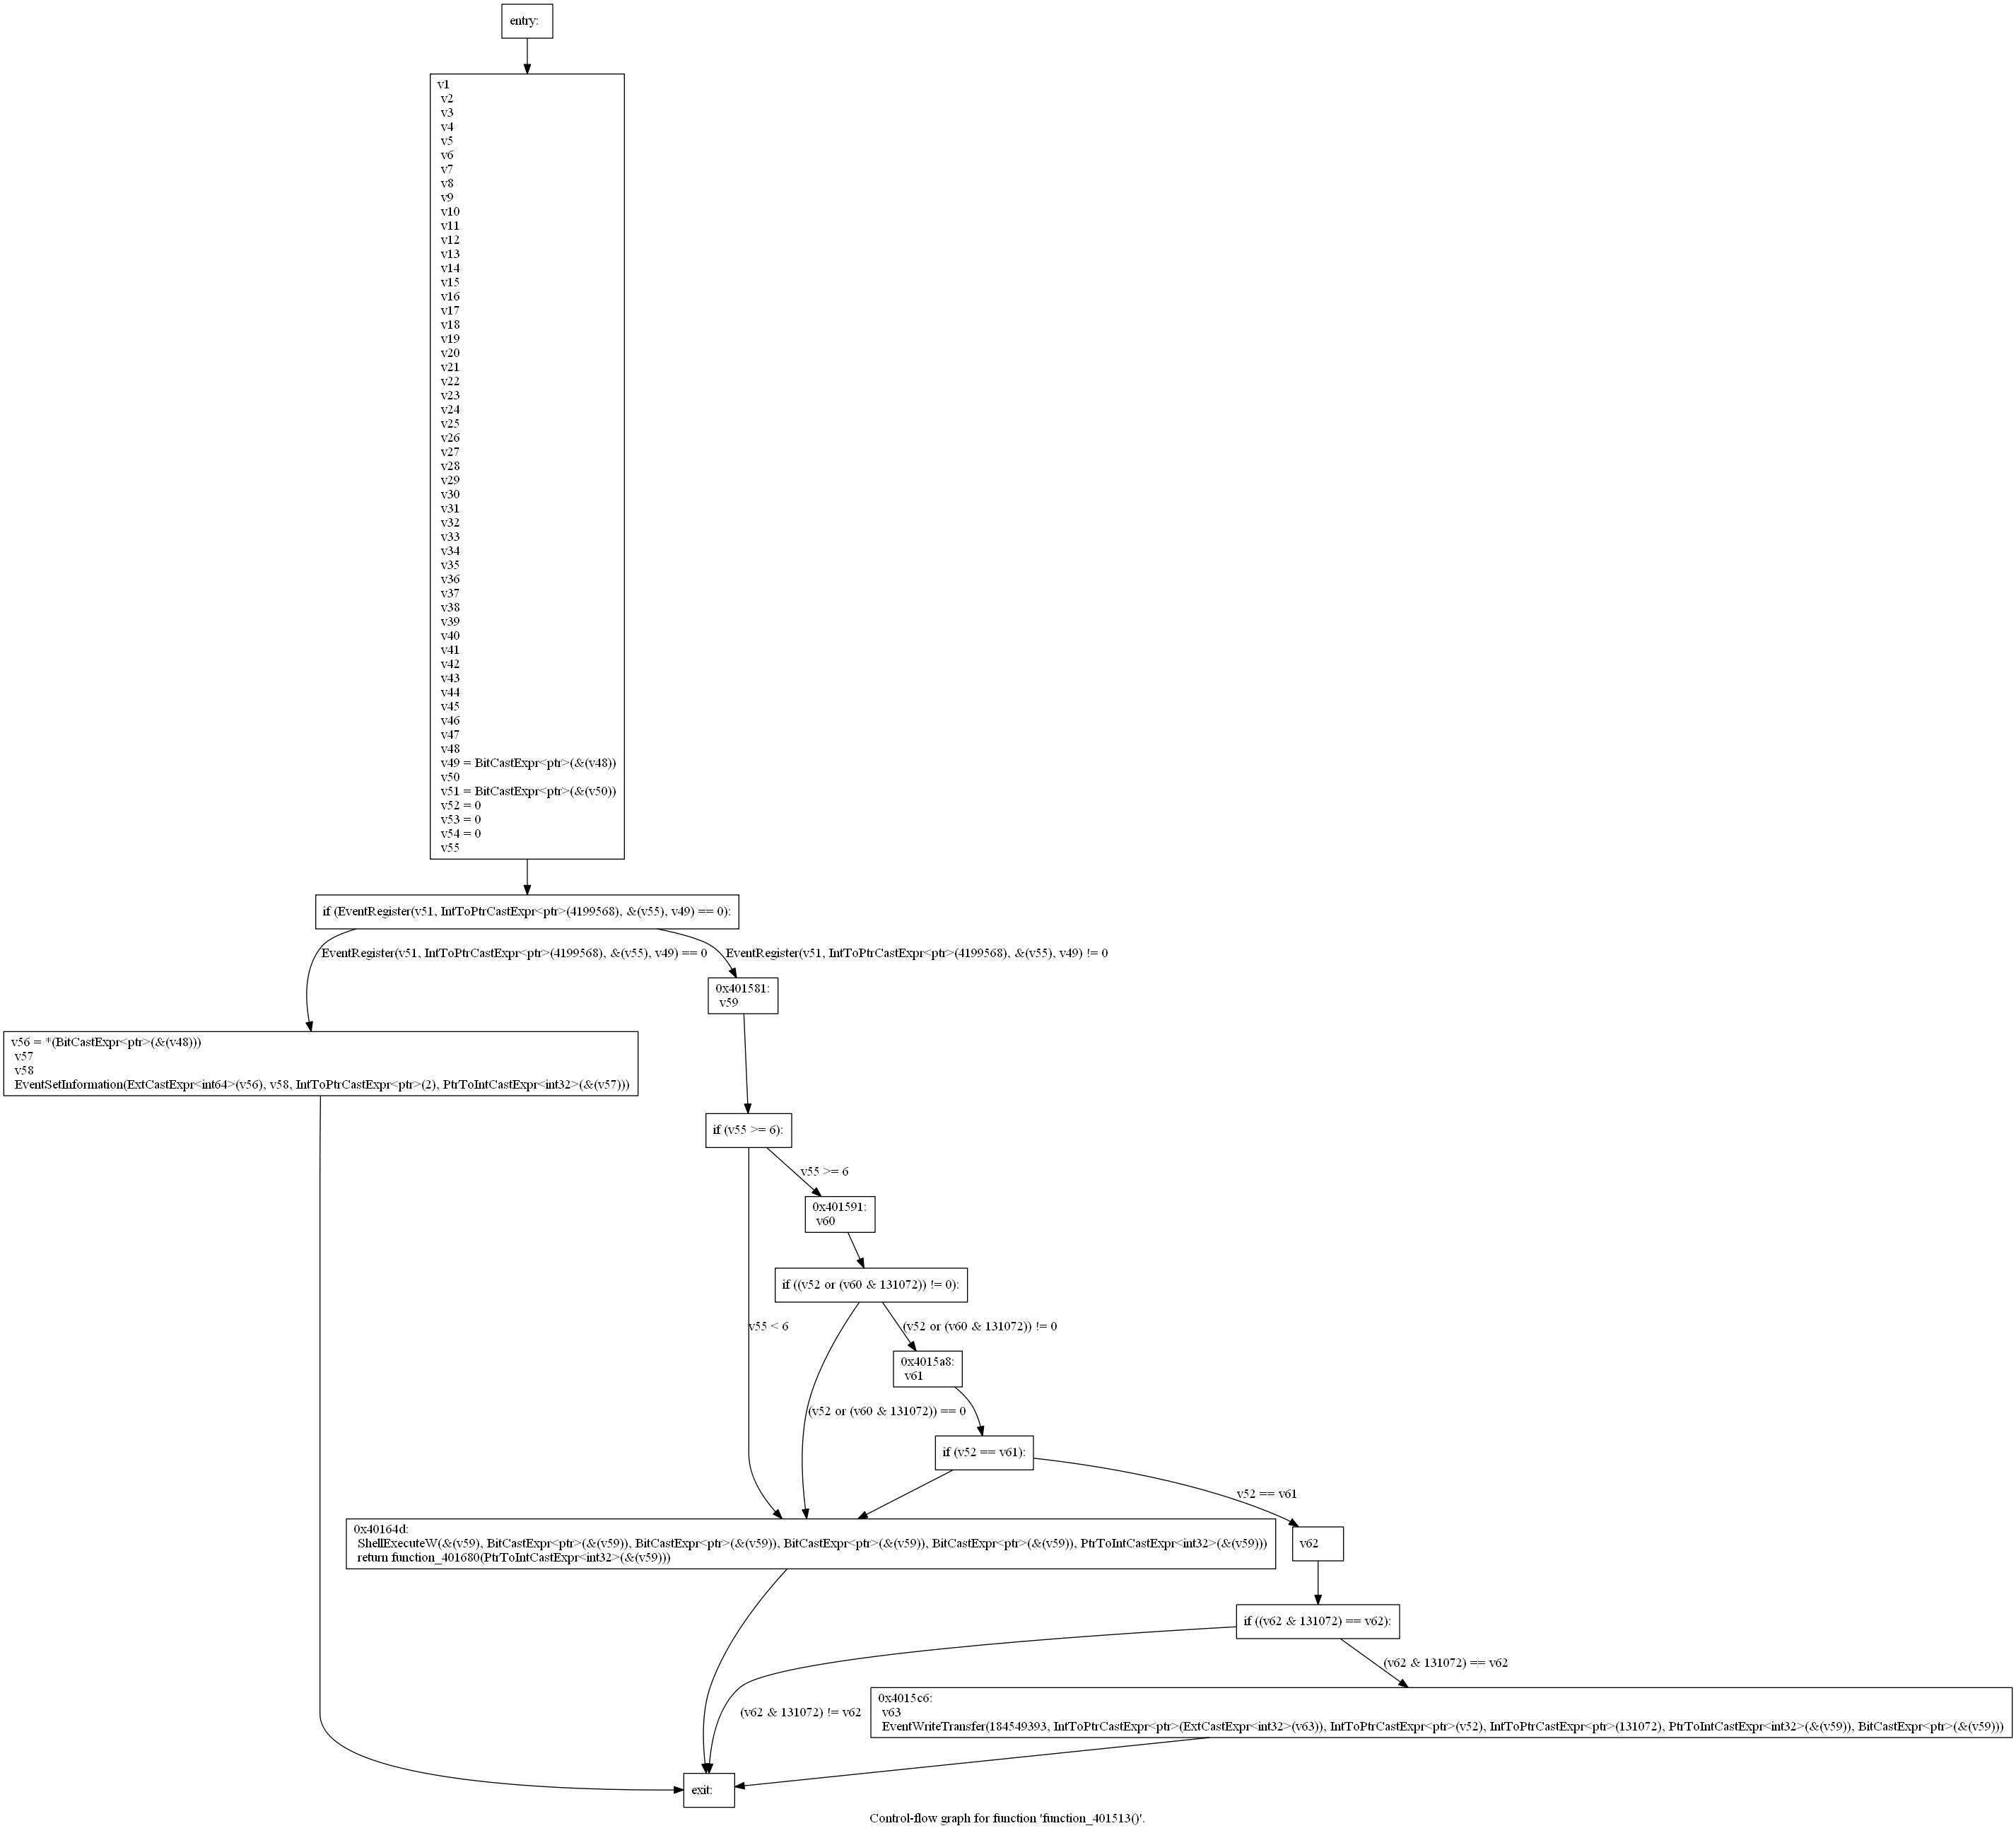 entry:
v1
v2
v3
v4
v5
v6
v7
v8
v9
v10
v11
v12
v13
v14
v15
v16
v17
v18
v19
v20
v21
v22
v23
v24
v25
v26
v27
v28
v29
v30
v31
v32
v33
v34
v35
v36
v37
v38
v39
v40
v41
v42
v43
v44
v45
v46
v47
v48
v49 = BitCastExpr<ptr>(&(v48))
v50
v51 = BitCastExpr<ptr>(&(v50))
v52 = 0
v53 = 0
v54 = 0
v55
if (EventRegister(v51, IntToPtrCastExpr<ptr>(4199568), &(v55), v49) == 0):
EventRegister(v51, IntToPtrCastExpr<ptr>(4199568), &(v55), v49) == 0
EventRegister(v51, IntToPtrCastExpr<ptr>(4199568), &(v55), v49) != 0
0x401581:
v59
v56 = *(BitCastExpr<ptr>(&(v48)))
v57
v58
EventSetInformation(ExtCastExpr<int64>(v56), v58, IntToPtrCastExpr<ptr>(2), PtrToIntCastExpr<int32>(&(v57)))
if (v55 >= 6):
v55 >= 6
0x401591:
v60
if ((v52 or (v60 & 131072)) != 0):
v55 < 6
(v52 or (v60 & 131072)) != 0
0x4015a8:
v61
(v52 or (v60 & 131072)) == 0
if (v52 == v61):
v52 == v61
0x40164d:
ShellExecuteW(&(v59), BitCastExpr<ptr>(&(v59)), BitCastExpr<ptr>(&(v59)), BitCastExpr<ptr>(&(v59)), BitCastExpr<ptr>(&(v59)), PtrToIntCastExpr<int32>(&(v59)))
return function_401680(PtrToIntCastExpr<int32>(&(v59)))
v62
if ((v62 & 131072) == v62):
(v62 & 131072) == v62
(v62 & 131072) != v62
0x4015c6:
v63
EventWriteTransfer(184549393, IntToPtrCastExpr<ptr>(ExtCastExpr<int32>(v63)), IntToPtrCastExpr<ptr>(v52), IntToPtrCastExpr<ptr>(131072), PtrToIntCastExpr<int32>(&(v59)), BitCastExpr<ptr>(&(v59)))
exit:
Control-flow graph for function 'function_401513()'.